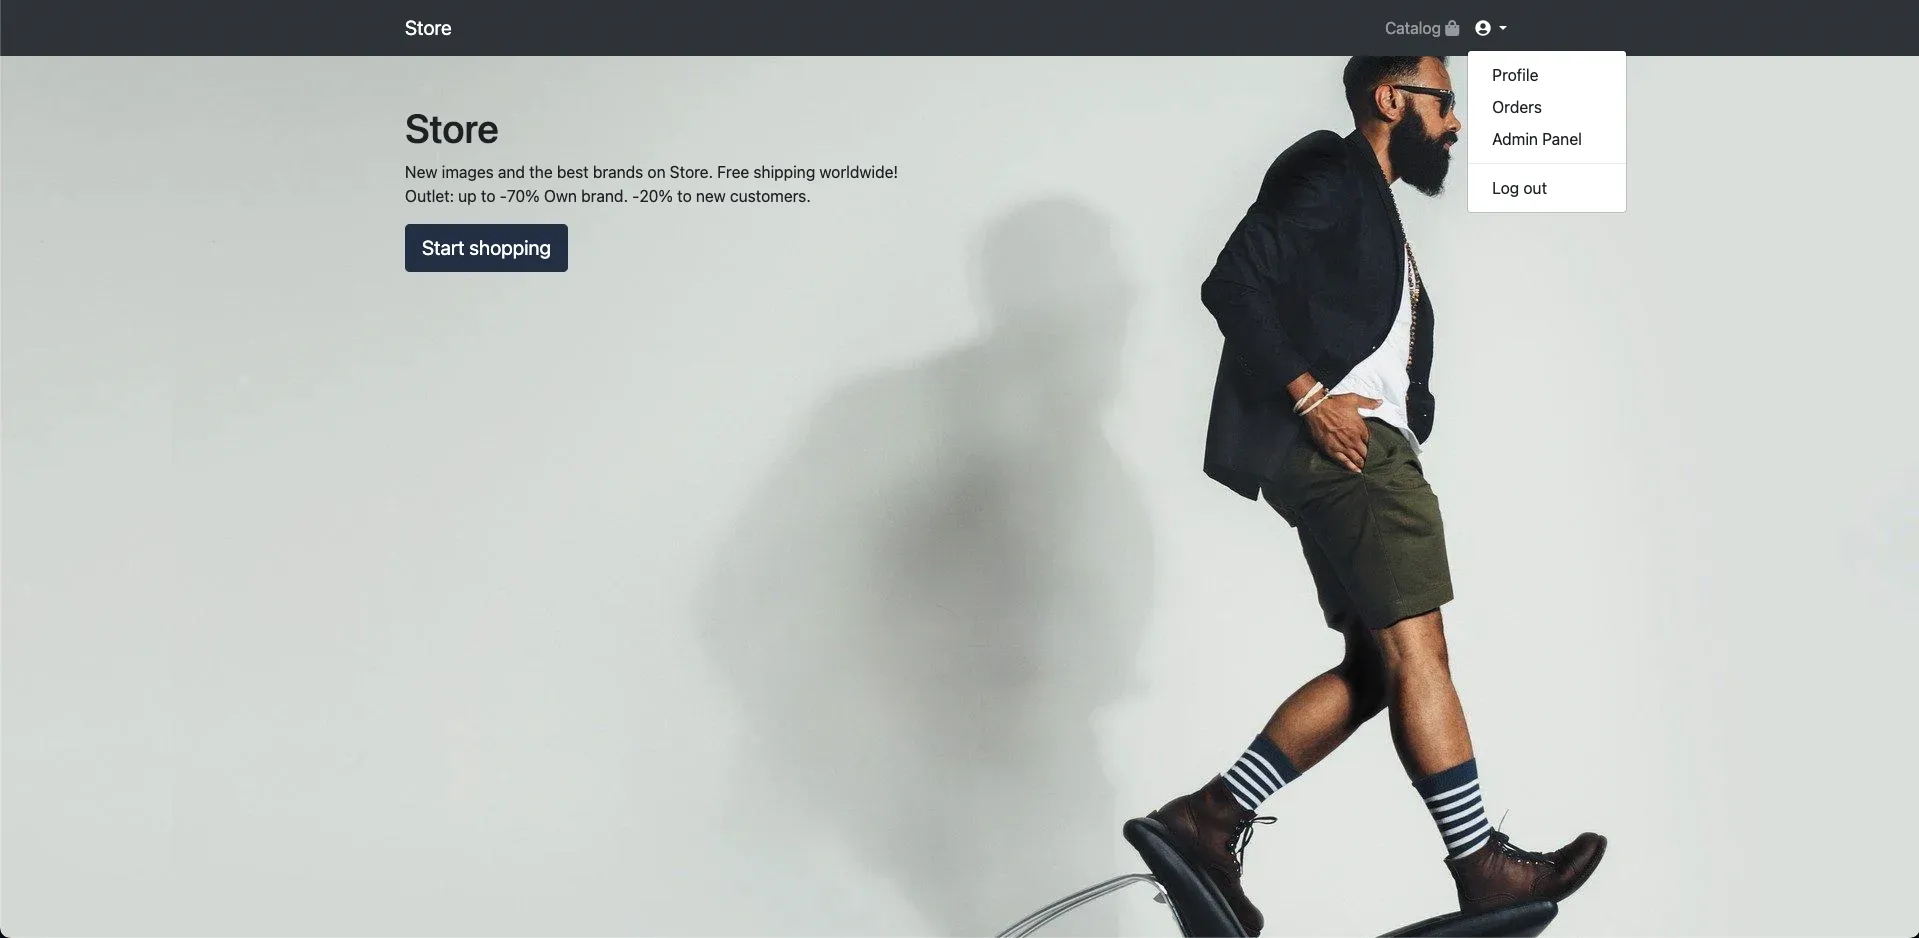 Store
Catalog
Profile
Orders
Admin Panel
Log out
Store
New images and the best brands on Store. Free shipping worldwide!
Outlet: up to -70% Own brand. -20% to new customers.
Start shopping